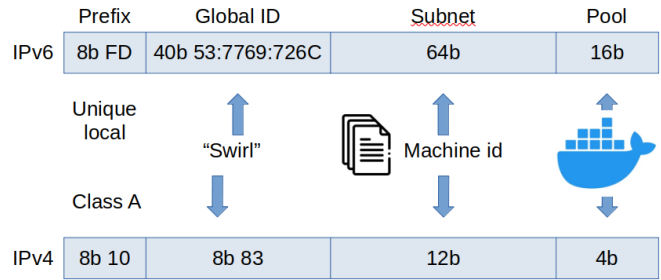 Prefix Global ID Subnet Pool
IPv6 8b FD 40b 53:7769:726C 64b 16b
Unique
local
“Swirl” Machine id
Class A
IPv4 8b 10 8b 83 12b 4b